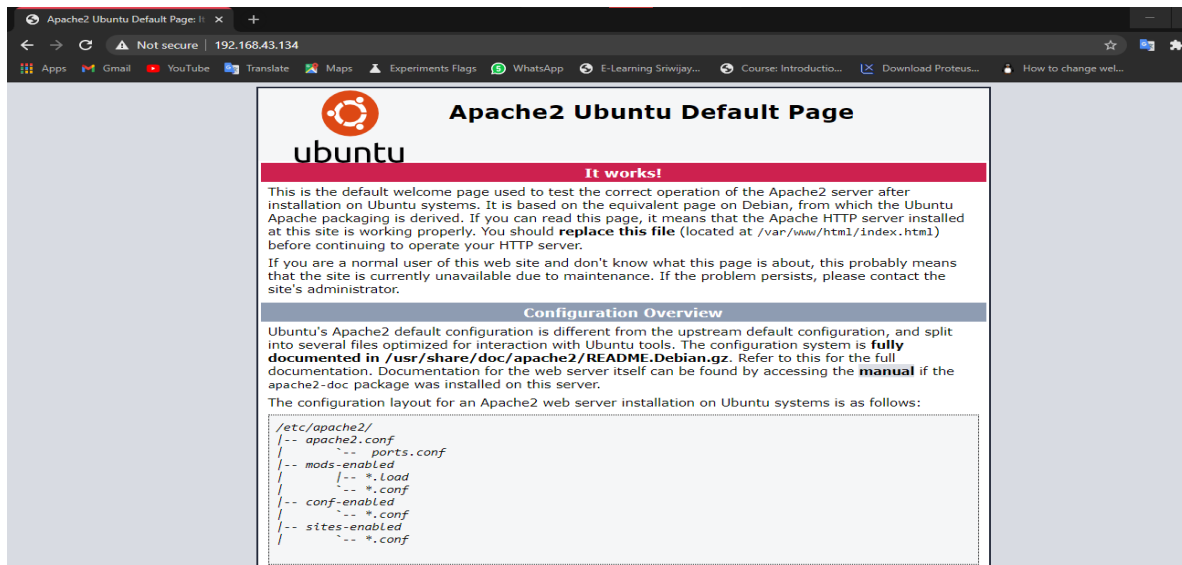 Apache2 Ubuntu Default Page: It
Not secure | 192.168.43.134
Apps Gmail YouTube Translate Maps Experiments Flags WhatsApp E-Learning Sriwijay... Course: Introductio... Download Proteus... How to change wel...
ubuntu
Apache2 Ubuntu Default Page
It works!
This is the default welcome page used to test the correct operation of the Apache2 server after
installation on Ubuntu systems. It is based on the equivalent page on Debian, from which the Ubuntu
Apache packaging is derived. If you can read this page, it means that the Apache HTTP server installed
at this site is working properly. You should replace this file (located at /var/www/html/index.html)
before continuing to operate your HTTP server.
If you are a normal user of this web site and don't know what this page is about, this probably means
that the site is currently unavailable due to maintenance. If the problem persists, please contact the
site's administrator.
Configuration Overview
Ubuntu's Apache2 default configuration is different from the upstream default configuration, and split
into several files optimized for interaction with Ubuntu tools. The configuration system is fully
documented in /usr/share/doc/apache2/README.Debian.gz. Refer to this for the full
documentation. Documentation for the web server itself can be found by accessing the manual if the
apache2-doc package was installed on this server.
The configuration layout for an Apache2 web server installation on Ubuntu systems is as follows:
/etc/apache2/
|-- apache2.conf
|       `--  ports.conf
|-- mods-enabled
|       |-- *.load
|       `-- *.conf
|-- conf-enabled
|       `-- *.conf
|-- sites-enabled
|       `-- *.conf